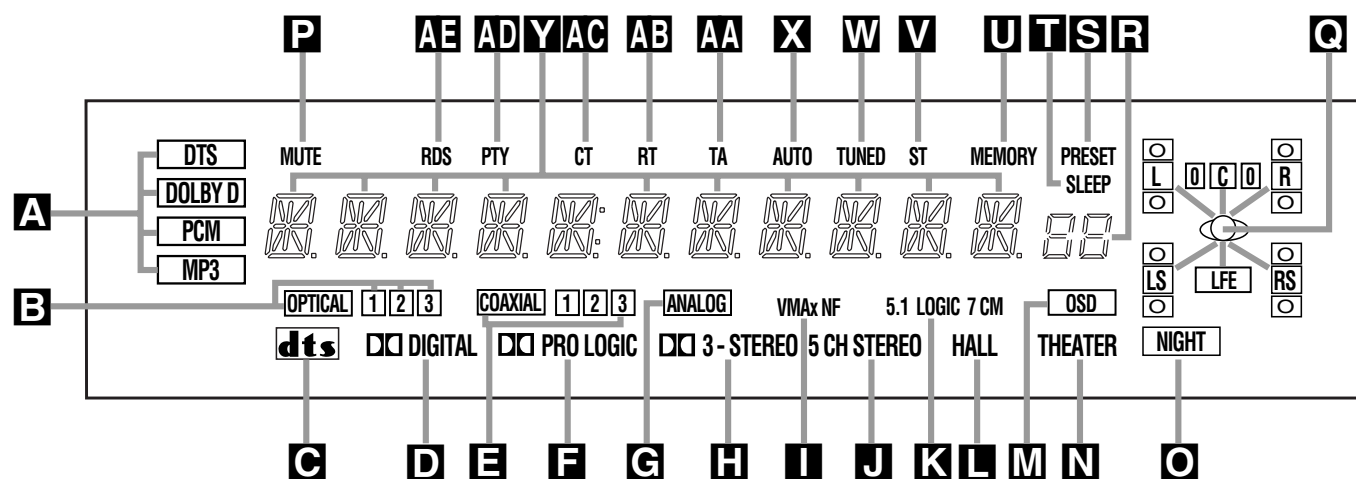 P AE AD Y AC AB AA X W V U T S R Q
MUTE RDS PTY CT RT TA AUTO TUNED ST MEMORY PRESET
SLEEP
DTS
DOLBY D
PCM
MP3
A
L O C O R
LS LFE RS
B
OPTICAL 1 2 3 COAXIAL 1 2 3 ANALOG VMAx NF 5.1 LOGIC 7 CM OSD
dts DIGITAL PRO LOGIC 3 - STEREO 5 CH STEREO HALL THEATER NIGHT
C D E F G H I J K L M N O